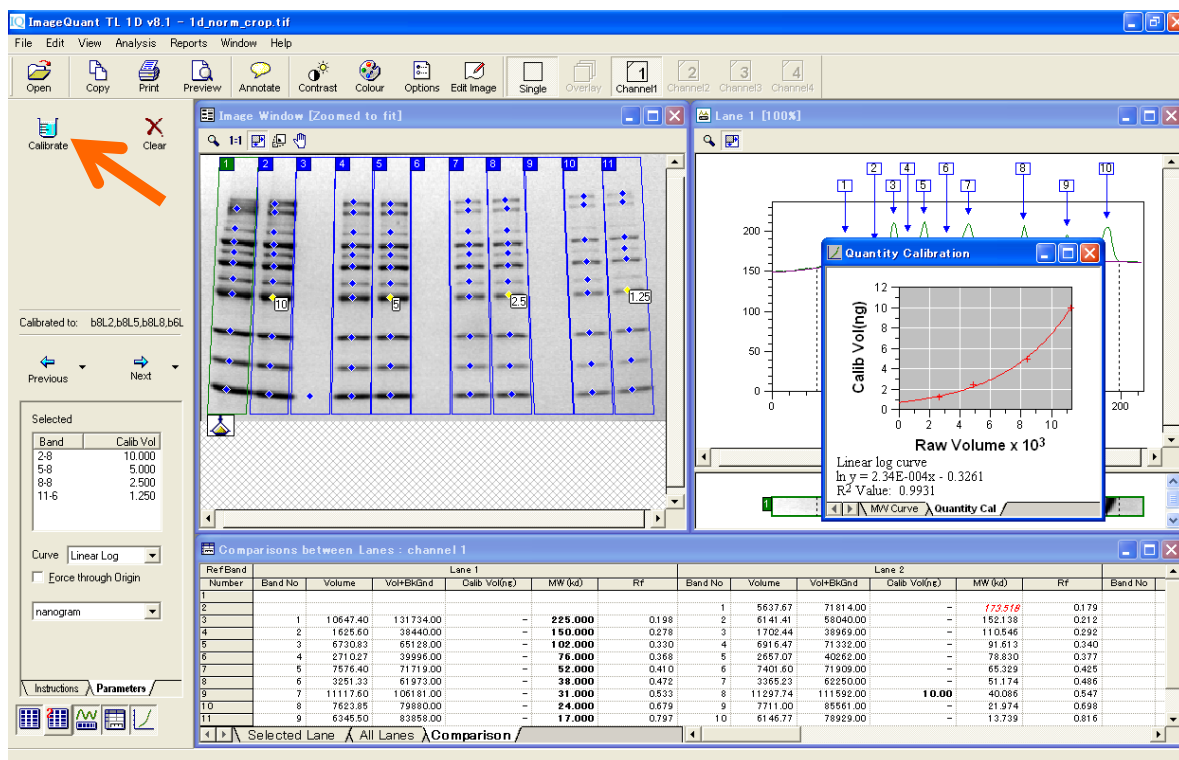 ImageQuant TL 1D v8.1 - 1d_norm_crop.tif
File Edit View Analysis Reports Window Help
Open Copy Print Preview Annotate Contrast Colour Options Edit Image Single Overlay Channel1 Channel2 Channel3 Channel4
Calibrate Clear
Calibrated to: b8L2,b8L5,b8L8,b6L
Previous Next
Selected
Band Calib Vol
2-8 10.000
5-8 5.000
8-8 2.500
11-6 1.250
Curve Linear Log
Force through Origin
nanogram
Instructions Parameters
Image Window [Zoomed to fit]
1:1
1 2 3 4 5 6 7 8 9 10 11
10 5 2.5 1.25
Lane 1 [100%]
1 2 3 4 5 6 7 8 9 10
200
150
100
50
0
0 200
1
Quantity Calibration
Calib Vol(ng)
12
10
8
6
4
2
0
0 2 4 6 8 10
Raw Volume x 10³
Linear log curve
ln y = 2.34E-004x - 0.3261
R2 Value: 0.9931
MW Curve Quantity Cal
Comparisons between Lanes : channel 1
RefBand Lane 1 Lane 2
Number Band No Volume Vol+BkGnd Calib Vol(ng) MW (kd) Rf Band No Volume Vol+BkGnd Calib Vol(ng) MW (kd) Rf Band No
1
2 1 5637.67 71814.00 - 173.518 0.179
3 1 10647.40 131734.00 - 225.000 0.198 2 6141.41 58040.00 - 152.138 0.212
4 2 1625.60 38440.00 - 150.000 0.278 3 1702.44 38969.00 - 110.546 0.292
5 3 6730.83 65128.00 - 102.000 0.330 4 6916.47 71332.00 - 91.613 0.340
6 4 2710.27 39996.00 - 76.000 0.368 5 2657.07 40262.00 - 78.830 0.377
7 5 7576.40 71719.00 - 52.000 0.410 6 7401.60 71909.00 - 65.329 0.425
8 6 3251.33 61973.00 - 38.000 0.472 7 3365.23 62250.00 - 51.174 0.486
9 7 11117.60 106181.00 - 31.000 0.533 8 11297.74 111592.00 10.00 40.086 0.547
10 8 7623.85 79880.00 - 24.000 0.679 9 7711.00 85561.00 - 21.974 0.698
11 9 6345.50 83858.00 - 17.000 0.797 10 6146.74 78928.00 - 13.739 0.816
Selected Lane All Lanes Comparison